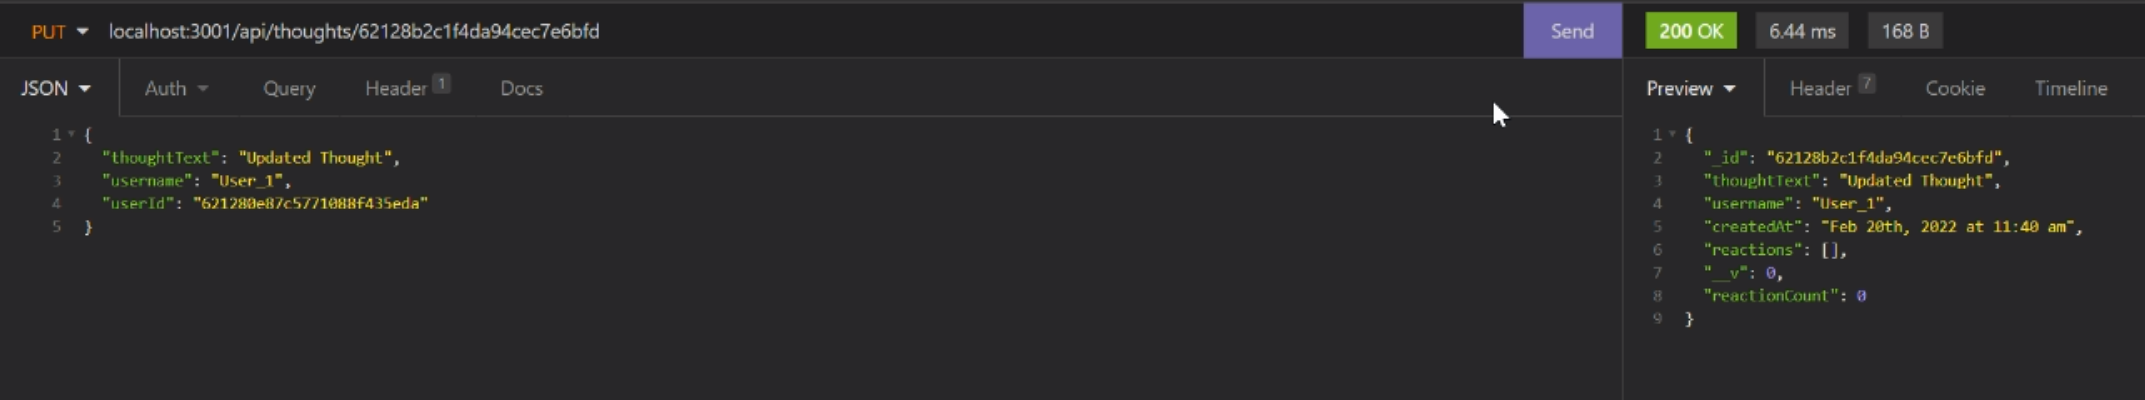 PUT localhost:3001/api/thoughts/62128b2c1f4da94cec7e6bfd Send
JSON Auth Query Header 1 Docs
1 {
2 "thoughtText": "Updated Thought",
3 "username": "User_1",
4 "userId": "621280e87c5771088f435eda"
5 }
200 OK 6.44 ms 168 B
Preview Header 7 Cookie Timeline
1 {
2 "_id": "62128b2c1f4da94cec7e6bfd",
3 "thoughtText": "Updated Thought",
4 "username": "User_1",
5 "createdAt": "Feb 20th, 2022 at 11:40 am",
6 "reactions": [],
7 "__v": 0,
8 "reactionCount": 0
9 }